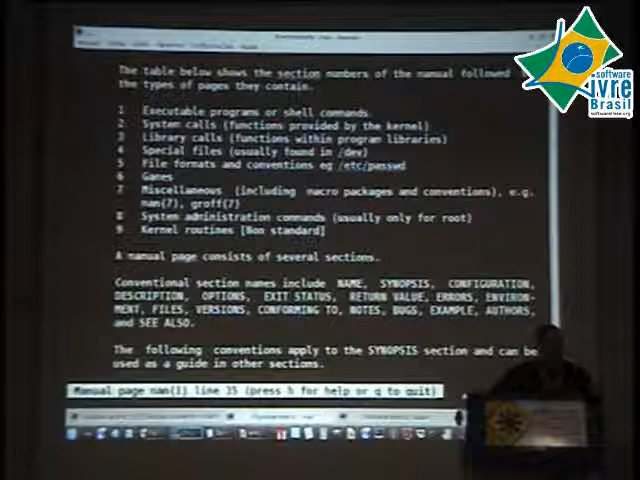 The table below shows the section numbers of the manual followed
the types of pages they contain.
1 Executable programs or shell commands
2 System calls (functions provided by the kernel)
3 Library calls (functions within program libraries)
4 Special files (usually found in /dev)
5 File formats and conventions eg /etc/passwd
6 Games
7 Miscellaneous (including macro packages and conventions), e.g.
man(7), groff(7)
8 System administration commands (usually only for root)
9 Kernel routines [Non standard]
A manual page consists of several sections.
Conventional section names include NAME, SYNOPSIS, CONFIGURATION,
DESCRIPTION, OPTIONS, EXIT STATUS, RETURN VALUE, ERRORS, ENVIRON-
MENT, FILES, VERSIONS, CONFORMING TO, NOTES, BUGS, EXAMPLE, AUTHORS,
and SEE ALSO.
The following conventions apply to the SYNOPSIS section and can be
used as a guide in other sections.
Manual page man(1) line 35 (press h for help or q to quit)
software
livre
Brasil
softwarelivre.org